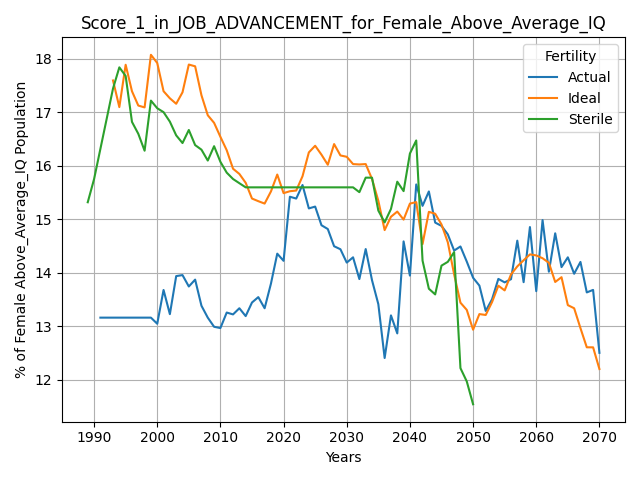 Score_1_in_JOB_ADVANCEMENT_for_Female_Above_Average_IQ
% of Female Above_Average_IQ Population
18
17
16
15
14
13
12
Fertility
Actual
Ideal
Sterile
1990 2000 2010 2020 2030 2040 2050 2060 2070
Years